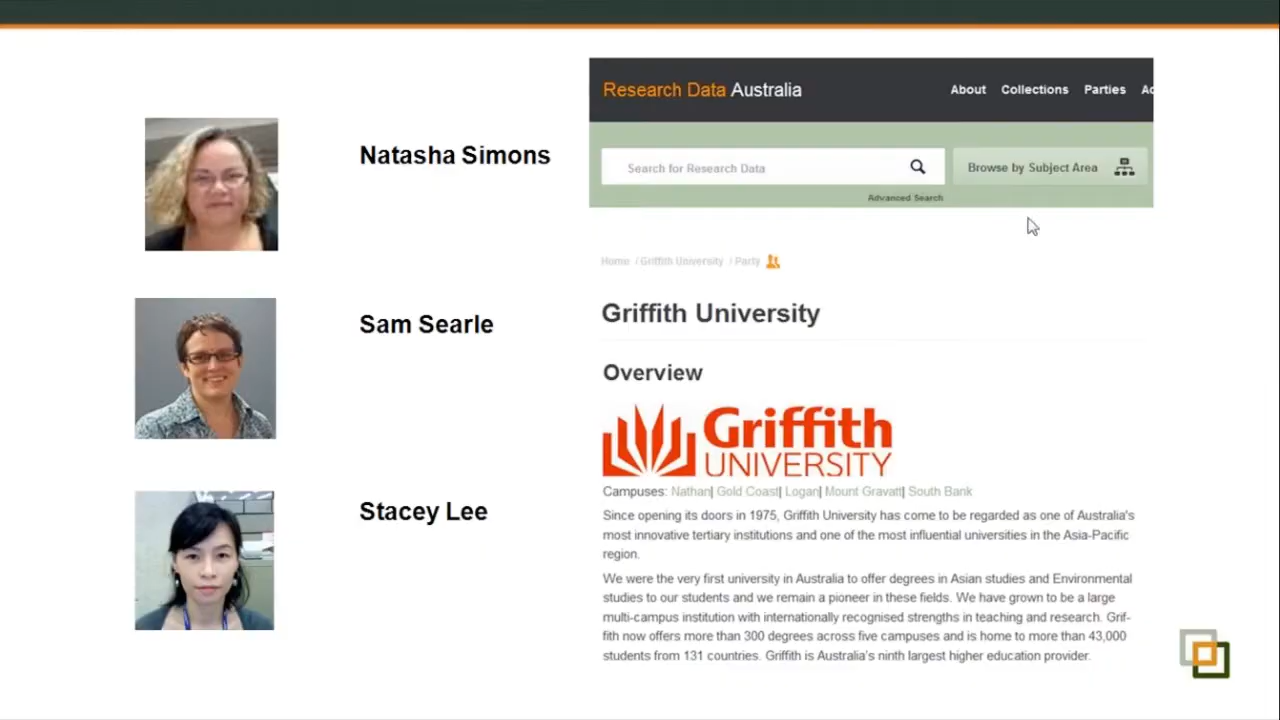 Natasha Simons
Sam Searle
Stacey Lee
Research Data Australia
About Collections Parties
Search for Research Data
Browse by Subject Area
Advanced Search
Home / Griffith University / Party
Griffith University
Overview
Griffith
UNIVERSITY
Campuses: Nathan| Gold Coast| Logan| Mount Gravatt| South Bank
Since opening its doors in 1975, Griffith University has come to be regarded as one of Australia's
most innovative tertiary institutions and one of the most influential universities in the Asia-Pacific
region.
We were the very first university in Australia to offer degrees in Asian studies and Environmental
studies to our students and we remain a pioneer in these fields. We have grown to be a large
multi-campus institution with internationally recognised strengths in teaching and research. Grif-
fith now offers more than 300 degrees across five campuses and is home to more than 43,000
students from 131 countries. Griffith is Australia's ninth largest higher education provider.